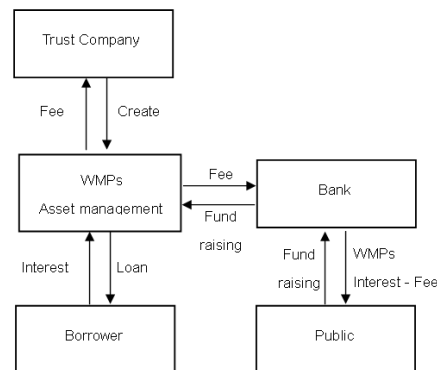 Trust Company
Fee
Create
WMPs
Asset management
Fee
Fund
raising
Bank
Interest
Loan
Fund
raising
WMPs
Interest - Fee
Borrower
Public